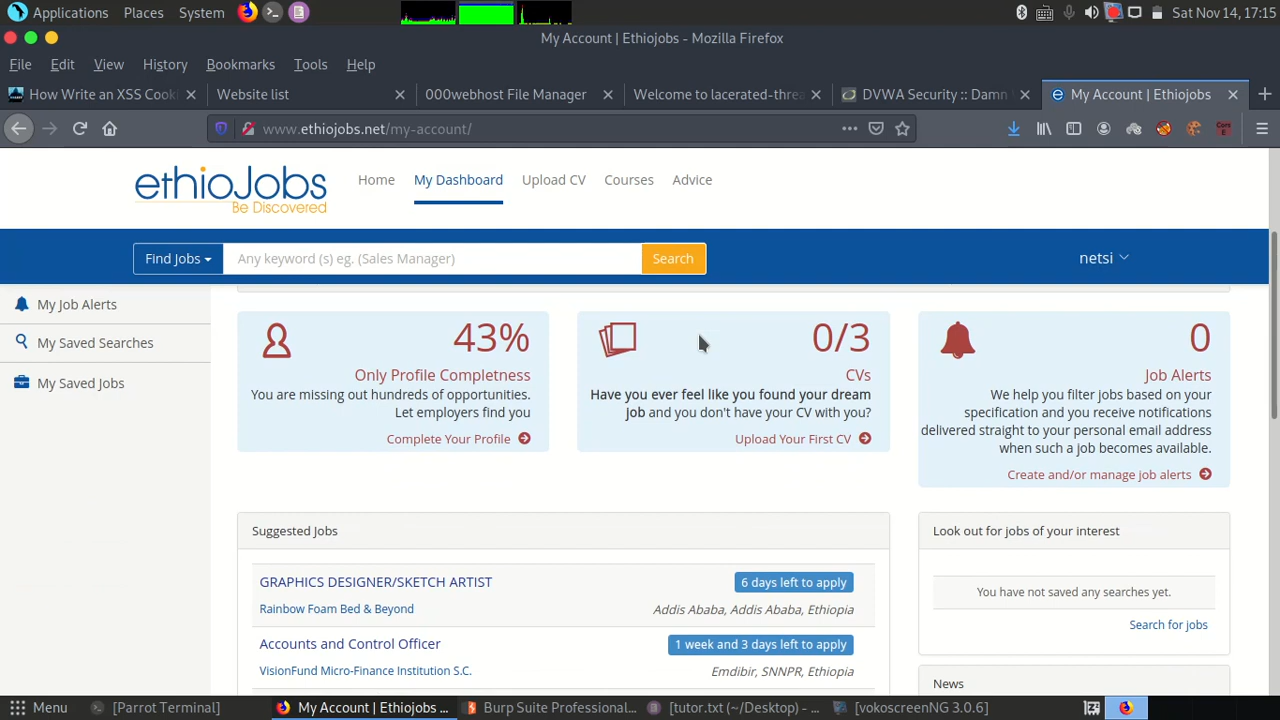 Applications Places System Sat Nov 14, 17:15
My Account | Ethiojobs - Mozilla Firefox
File Edit View History Bookmarks Tools Help
How Write an XSS Cooki Website list 000webhost File Manager Welcome to lacerated-threa DVWA Security :: Damn My Account | Ethiojobs
www.ethiojobs.net/my-account/
ethioJobs
Be Discovered
Home My Dashboard Upload CV Courses Advice
Find Jobs Any keyword (s) eg. (Sales Manager) Search netsi
My Job Alerts
My Saved Searches
My Saved Jobs
43%
Only Profile Completness
You are missing out hundreds of opportunities.
Let employers find you
Complete Your Profile
0/3
CVs
Have you ever feel like you found your dream
job and you don't have your CV with you?
Upload Your First CV
0
Job Alerts
We help you filter jobs based on your
specification and you receive notifications
delivered straight to your personal email address
when such a job becomes available.
Create and/or manage job alerts
Suggested Jobs
GRAPHICS DESIGNER/SKETCH ARTIST 6 days left to apply
Rainbow Foam Bed & Beyond Addis Ababa, Addis Ababa, Ethiopia
Accounts and Control Officer 1 week and 3 days left to apply
VisionFund Micro-Finance Institution S.C. Emdibir, SNNPR, Ethiopia
Look out for jobs of your interest
You have not saved any searches yet.
Search for jobs
News
Menu [Parrot Terminal] My Account | Ethiojobs ... Burp Suite Professional... [tutor.txt (~/Desktop) - ... [vokoscreenNG 3.0.6]